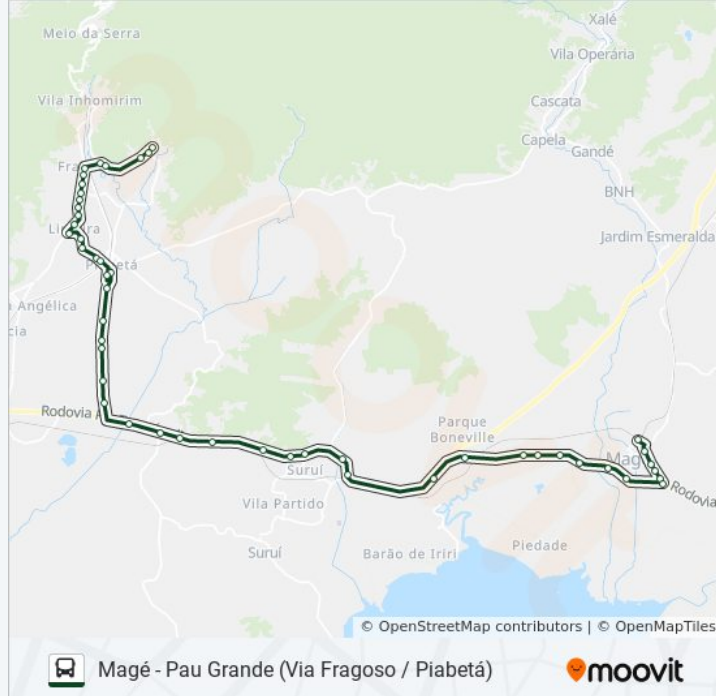 Xalé
Meio da Serra
Vila Operária
Vila Inhomirim
Cascata
Capela
Gandé
BNH
Jardim Esmeralda
Angélica
Rodovia
Parque
Boneville
Suruí
Rodovia
Vila Partido
Suruí
Barão de Iriri
Piedade
© OpenStreetMap contributors | © OpenMapTiles
Magé - Pau Grande (Via Fragoso / Piabetá)
moovit